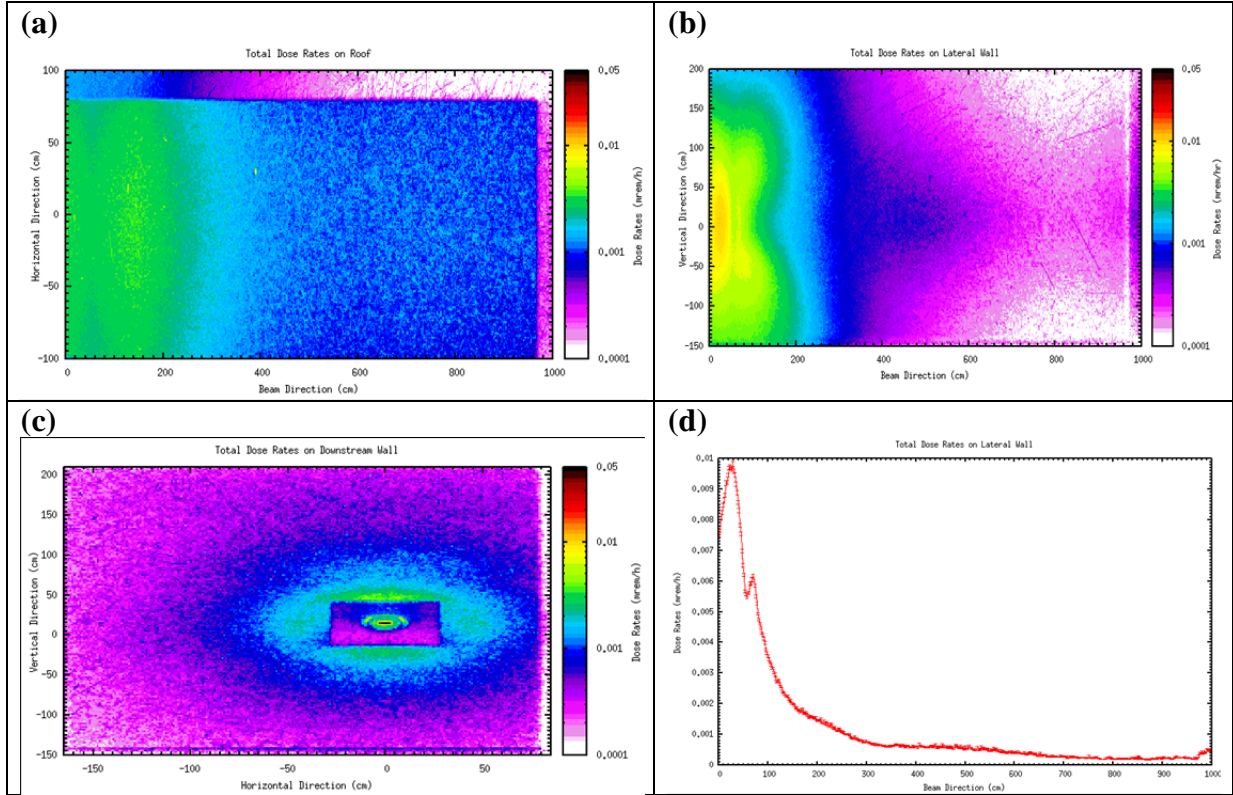 (a)
Total Dose Rates on Roof
100
50
0
-50
-100
Horizontal Direction (cm)
0 200 400 600 800 1000
Beam Direction (cm)
0.05
0.01
0.001
0.0001
Dose Rates (mrem/h)
(b)
Total Dose Rates on Lateral Wall
200
150
100
50
0
-50
-100
-150
Vertical Direction (cm)
0 200 400 600 800 1000
Beam Direction (cm)
0.05
0.01
0.001
0.0001
Dose Rates (mrem/hr)
(c)
Total Dose Rates on Downstream Wall
200
150
100
50
0
-50
-100
-150
Vertical Direction (cm)
-150 -100 -50 0 50
Horizontal Direction (cm)
0.05
0.01
0.001
0.0001
Dose Rates (mrem/h)
(d)
Total Dose Rates on Lateral Wall
0,01
0,009
0,008
0,007
0,006
0,005
0,004
0,003
0,002
0,001
0
Dose Rates (mrem/h)
0 100 200 300 400 500 600 700 800 900 1000
Beam Direction (cm)